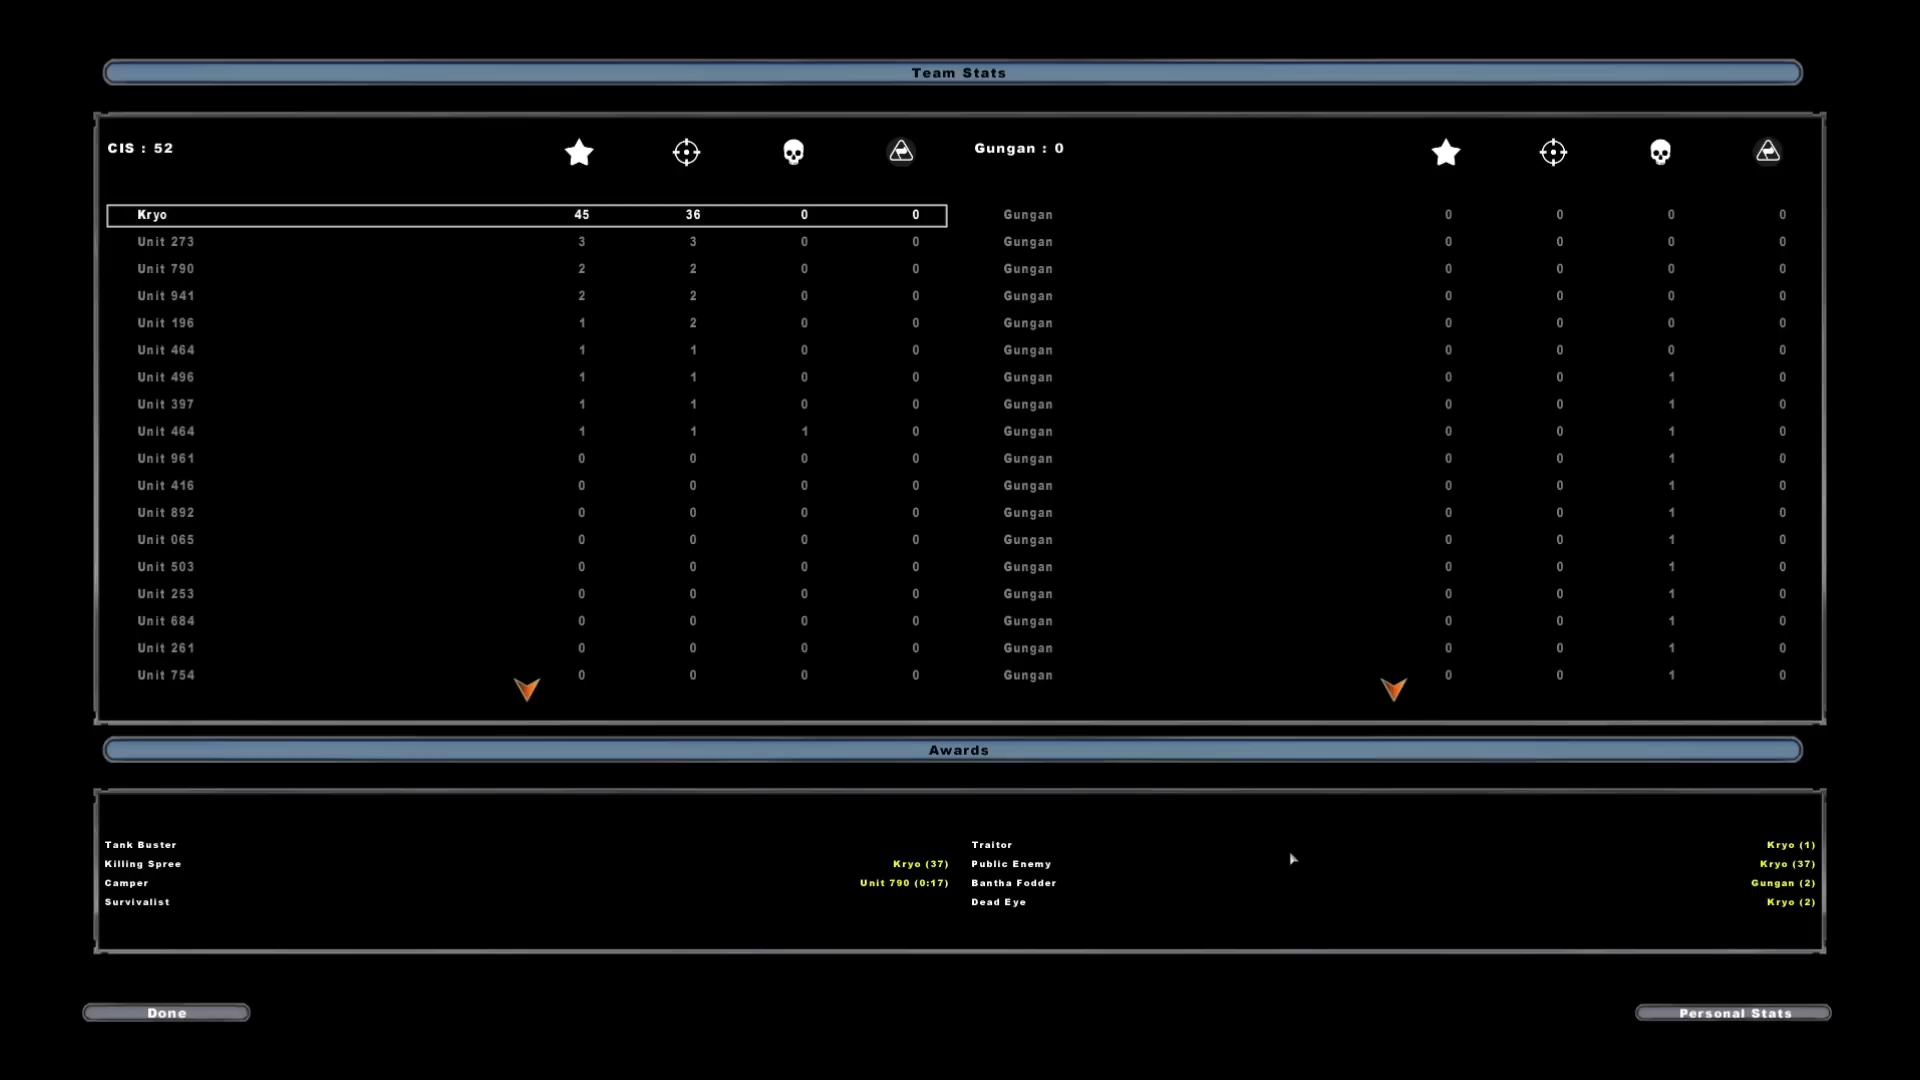 Team Stats
CIS : 52
Gungan : 0
Kryo 45 36 0 0 Gungan 0 0 0 0
Unit 273 3 3 0 0 Gungan 0 0 0 0
Unit 790 2 2 0 0 Gungan 0 0 0 0
Unit 941 2 2 0 0 Gungan 0 0 0 0
Unit 196 1 2 0 0 Gungan 0 0 0 0
Unit 464 1 1 0 0 Gungan 0 0 0 0
Unit 496 1 1 0 0 Gungan 0 0 1 0
Unit 397 1 1 0 0 Gungan 0 0 1 0
Unit 464 1 1 1 0 Gungan 0 0 1 0
Unit 961 0 0 0 0 Gungan 0 0 1 0
Unit 416 0 0 0 0 Gungan 0 0 1 0
Unit 892 0 0 0 0 Gungan 0 0 1 0
Unit 065 0 0 0 0 Gungan 0 0 1 0
Unit 503 0 0 0 0 Gungan 0 0 1 0
Unit 253 0 0 0 0 Gungan 0 0 1 0
Unit 684 0 0 0 0 Gungan 0 0 1 0
Unit 261 0 0 0 0 Gungan 0 0 1 0
Unit 754 0 0 0 0 Gungan 0 0 1 0
Awards
Tank Buster
Killing Spree Kryo (37)
Camper Unit 790 (0:17)
Survivalist
Traitor Kryo (1)
Public Enemy Kryo (37)
Bantha Fodder Gungan (2)
Dead Eye Kryo (2)
Done
Personal Stats